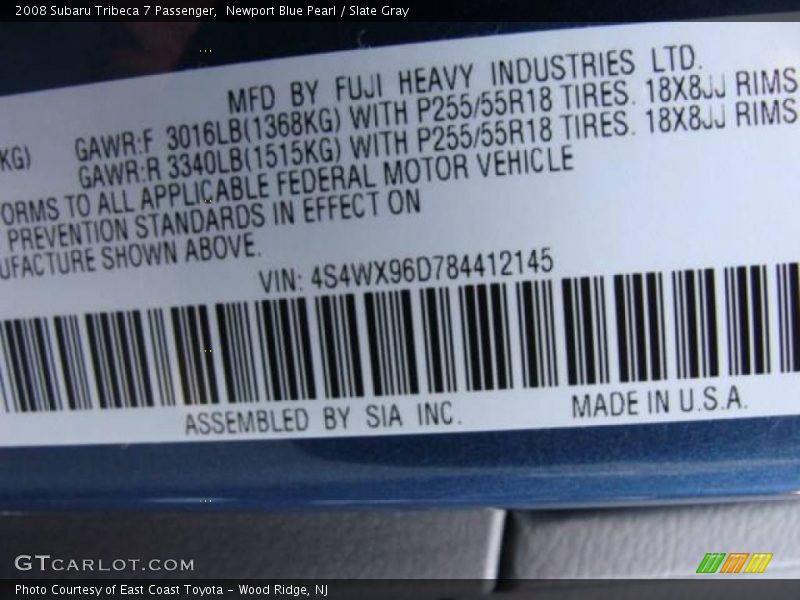 2008 Subaru Tribeca 7 Passenger, Newport Blue Pearl / Slate Gray
MFD BY FUJI HEAVY INDUSTRIES LTD.
KG) GAWR:F 3016LB(1368KG) WITH P255/55R18 TIRES. 18X8JJ RIMS
GAWR:R 3340LB(1515KG) WITH P255/55R18 TIRES. 18X8JJ RIMS
ORMS TO ALL APPLICABLE FEDERAL MOTOR VEHICLE
PREVENTION STANDARDS IN EFFECT ON
UFACTURE SHOWN ABOVE.
VIN: 4S4WX96D784412145
ASSEMBLED BY SIA INC. MADE IN U.S.A.
GTCARLOT.COM
Photo Courtesy of East Coast Toyota – Wood Ridge, NJ